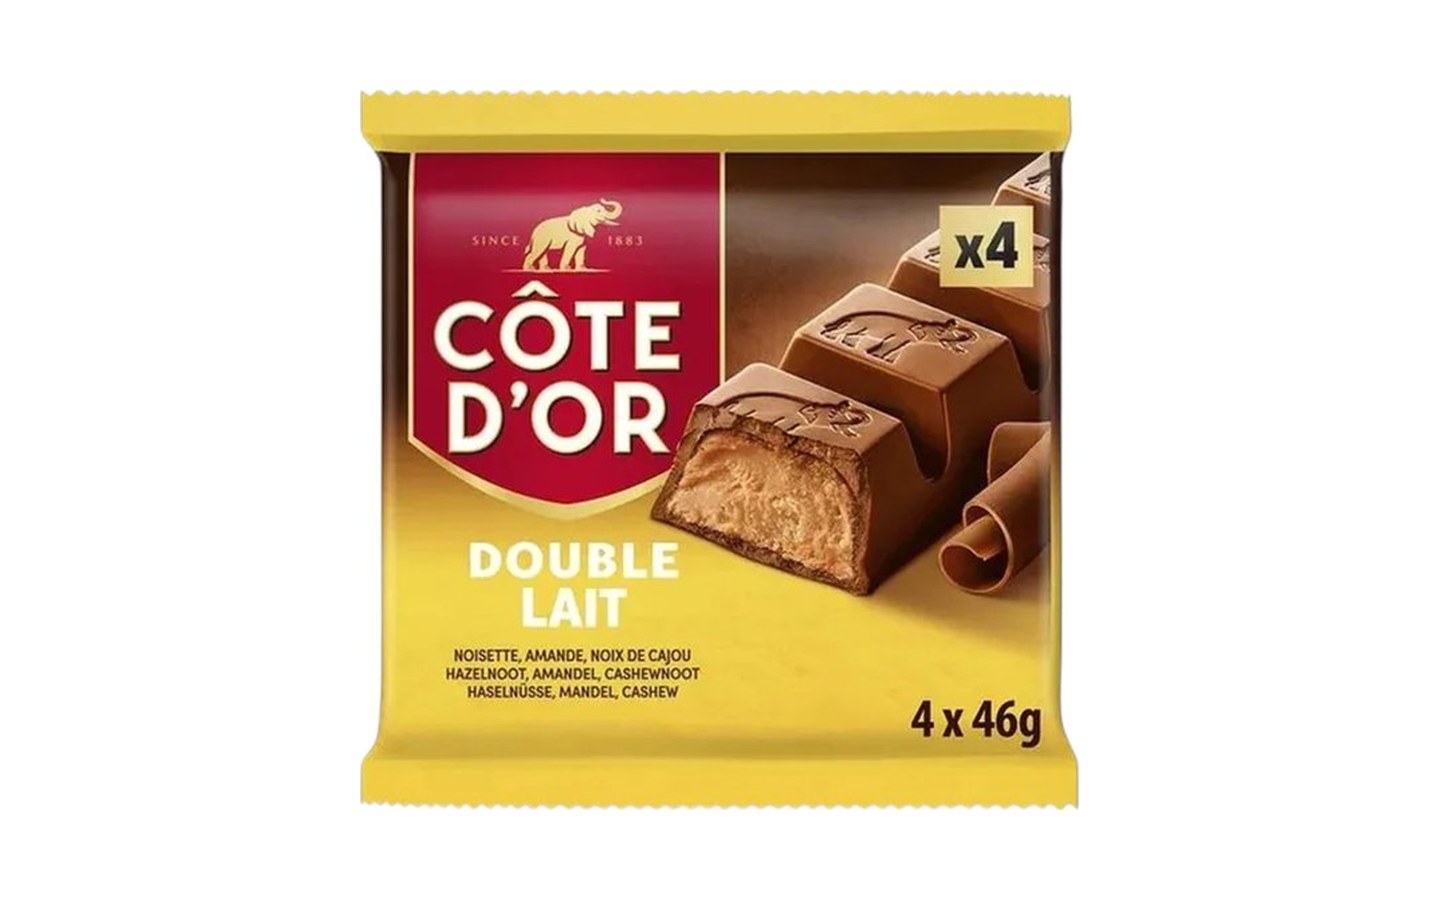 SINCE 1883
CÔTE
D'OR
x4
DOUBLE
LAIT
NOISETTE, AMANDE, NOIX DE CAJOU
HAZELNOOT, AMANDEL, CASHEWNOOT
HASELNÜSSE, MANDEL, CASHEW
4 x 46g